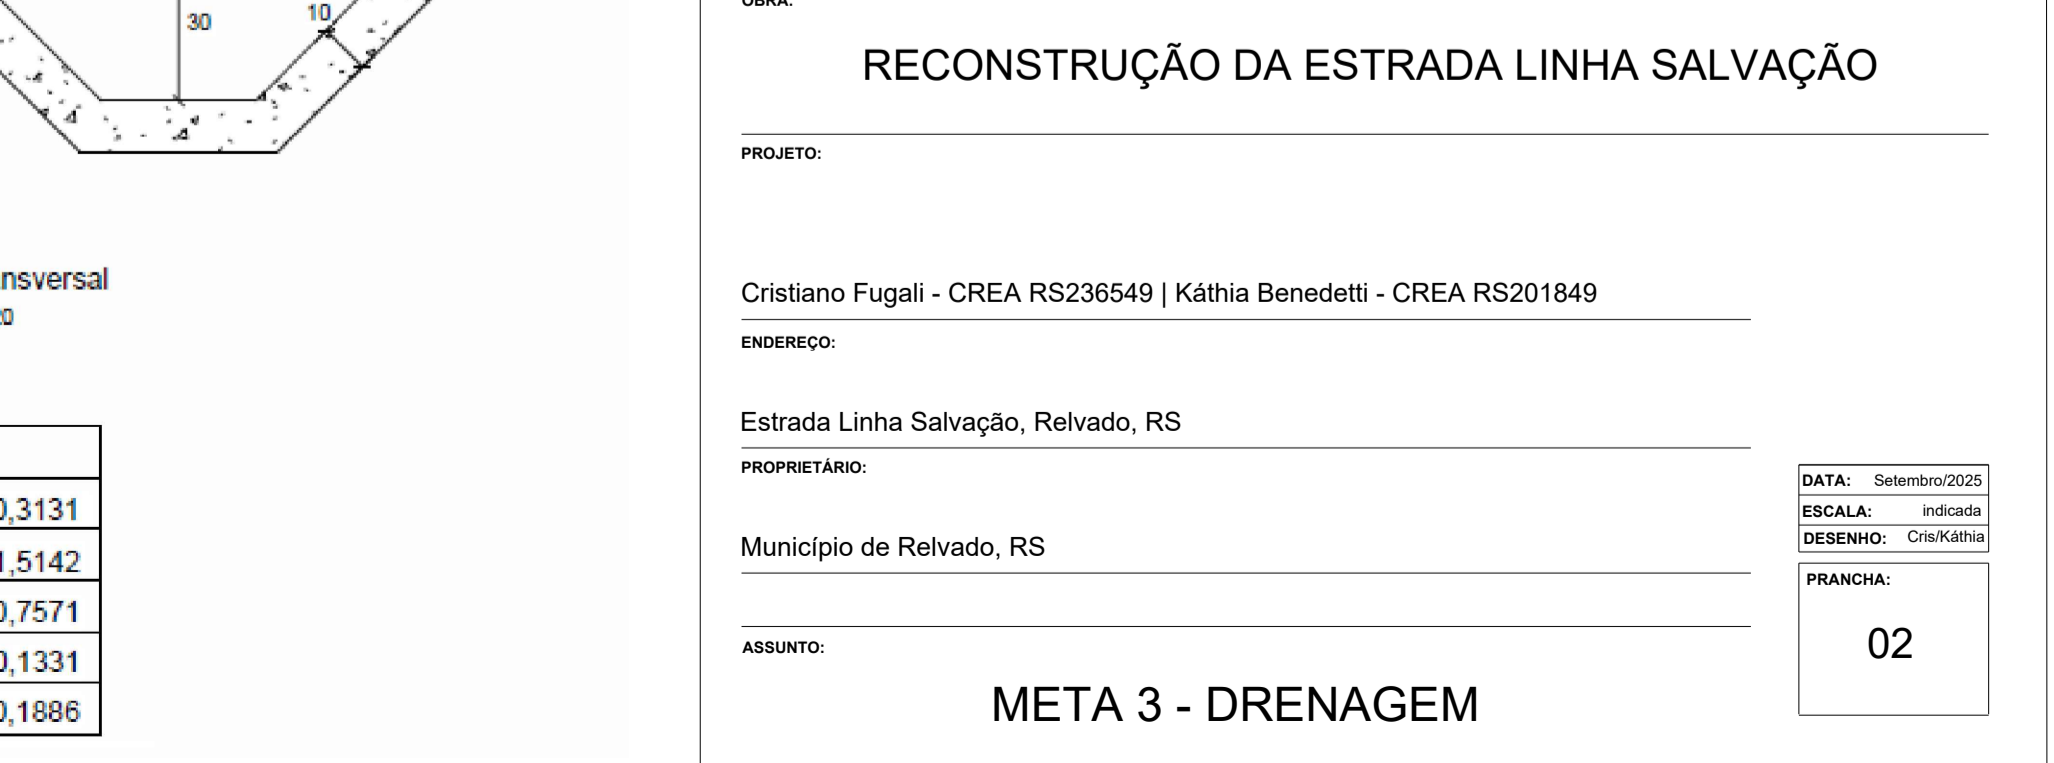 30
10
OBRA:
RECONSTRUÇÃO DA ESTRADA LINHA SALVAÇÃO
PROJETO:
Cristiano Fugali - CREA RS236549 | Káthia Benedetti - CREA RS201849
ENDEREÇO:
Estrada Linha Salvação, Relvado, RS
PROPRIETÁRIO:
Município de Relvado, RS
ASSUNTO:
META 3 - DRENAGEM
DATA: Setembro/2025
ESCALA: indicada
DESENHO: Cris/Káthia
PRANCHA:
02
nsversal
0
0,3131
1,5142
0,7571
0,1331
0,1886